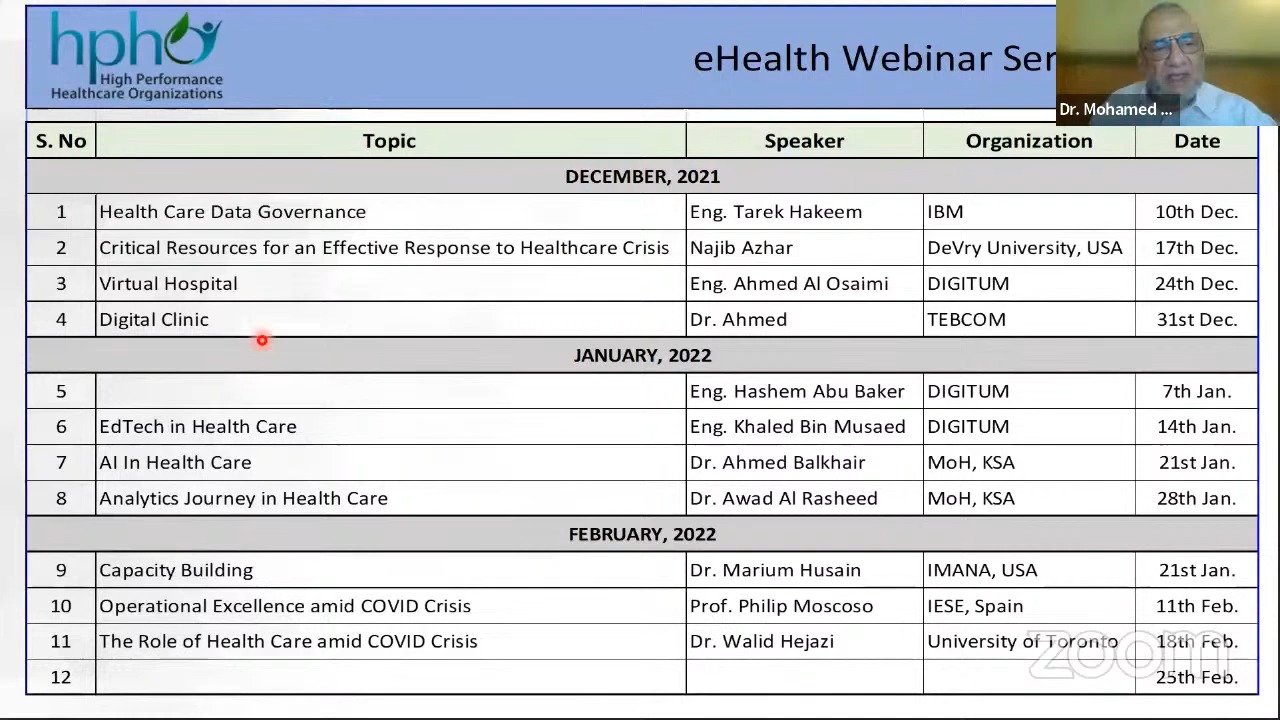 hpho
High Performance
Healthcare Organizations
eHealth Webinar Ser
Dr. Mohamed ...
S. No Topic Speaker Organization Date
DECEMBER, 2021
1 Health Care Data Governance Eng. Tarek Hakeem IBM 10th Dec.
2 Critical Resources for an Effective Response to Healthcare Crisis Najib Azhar DeVry University, USA 17th Dec.
3 Virtual Hospital Eng. Ahmed Al Osaimi DIGITUM 24th Dec.
4 Digital Clinic Dr. Ahmed TEBCOM 31st Dec.
JANUARY, 2022
5 Eng. Hashem Abu Baker DIGITUM 7th Jan.
6 EdTech in Health Care Eng. Khaled Bin Musaed DIGITUM 14th Jan.
7 AI In Health Care Dr. Ahmed Balkhair MoH, KSA 21st Jan.
8 Analytics Journey in Health Care Dr. Awad Al Rasheed MoH, KSA 28th Jan.
FEBRUARY, 2022
9 Capacity Building Dr. Marium Husain IMANA, USA 21st Jan.
10 Operational Excellence amid COVID Crisis Prof. Philip Moscoso IESE, Spain 11th Feb.
11 The Role of Health Care amid COVID Crisis Dr. Walid Hejazi University of Toronto 18th Feb.
12 25th Feb.
zoom